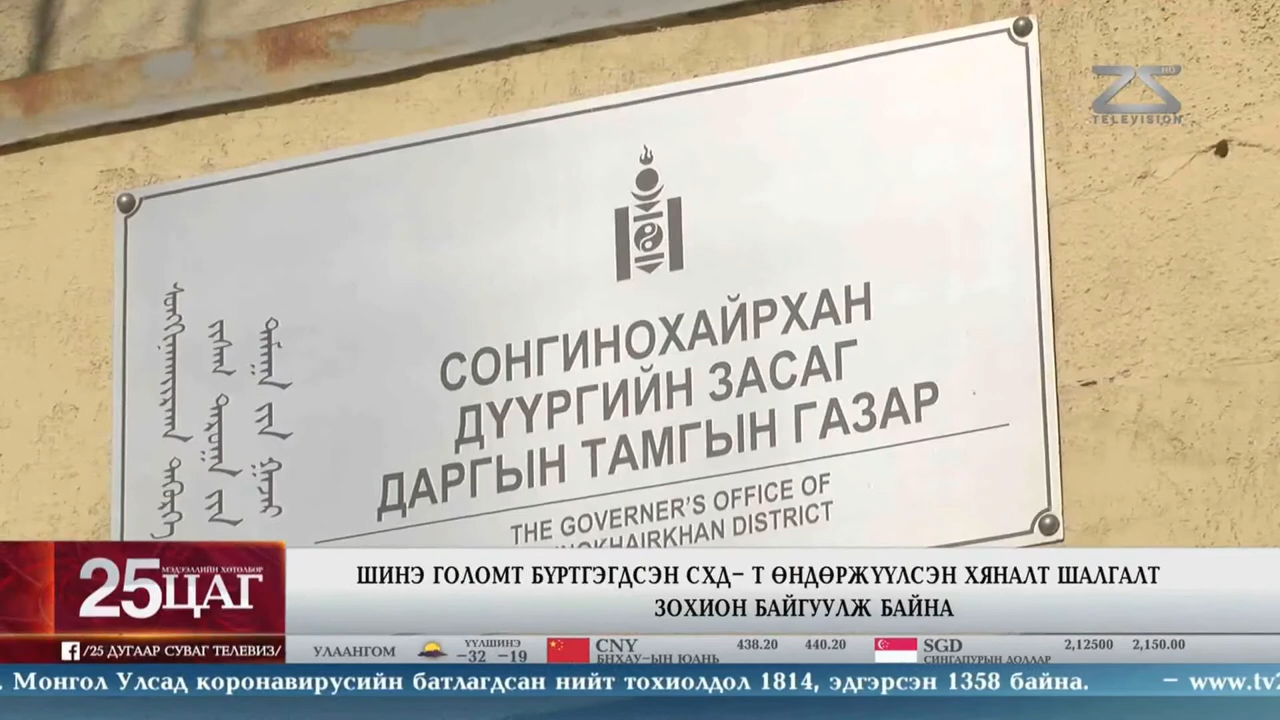 25 HD
TELEVISION
СОНГИНОХАЙРХАН
ДҮҮРГИЙН ЗАСАГ
ДАРГЫН ТАМГЫН ГАЗАР
THE GOVERNER'S OFFICE OF
DISTRICT
25ЦАГ
МЭДЭЭЛЛИЙН ХӨТӨЛБӨР
ШИНЭ ГОЛОМТ БҮРТГЭГДСЭН СХД- Т ӨНДӨРЖҮҮЛСЭН ХЯНАЛТ ШАЛГАЛТ
ЗОХИОН БАЙГУУЛЖ БАЙНА
/25 ДУГААР СУВАГ ТЕЛЕВИЗ/
УЛААНГОМ
ҮҮЛШИНЭ
-32 -19
CNY 438.20 440.20
БНХАУ-ЫН ЮАНЬ
SGD 2,12500 2,150.00
СИНГАПУРЫН ДОЛЛАР
. Монгол Улсад коронавирусийн батлагдсан нийт тохиолдол 1814, эдгэрсэн 1358 байна. - www.tv2